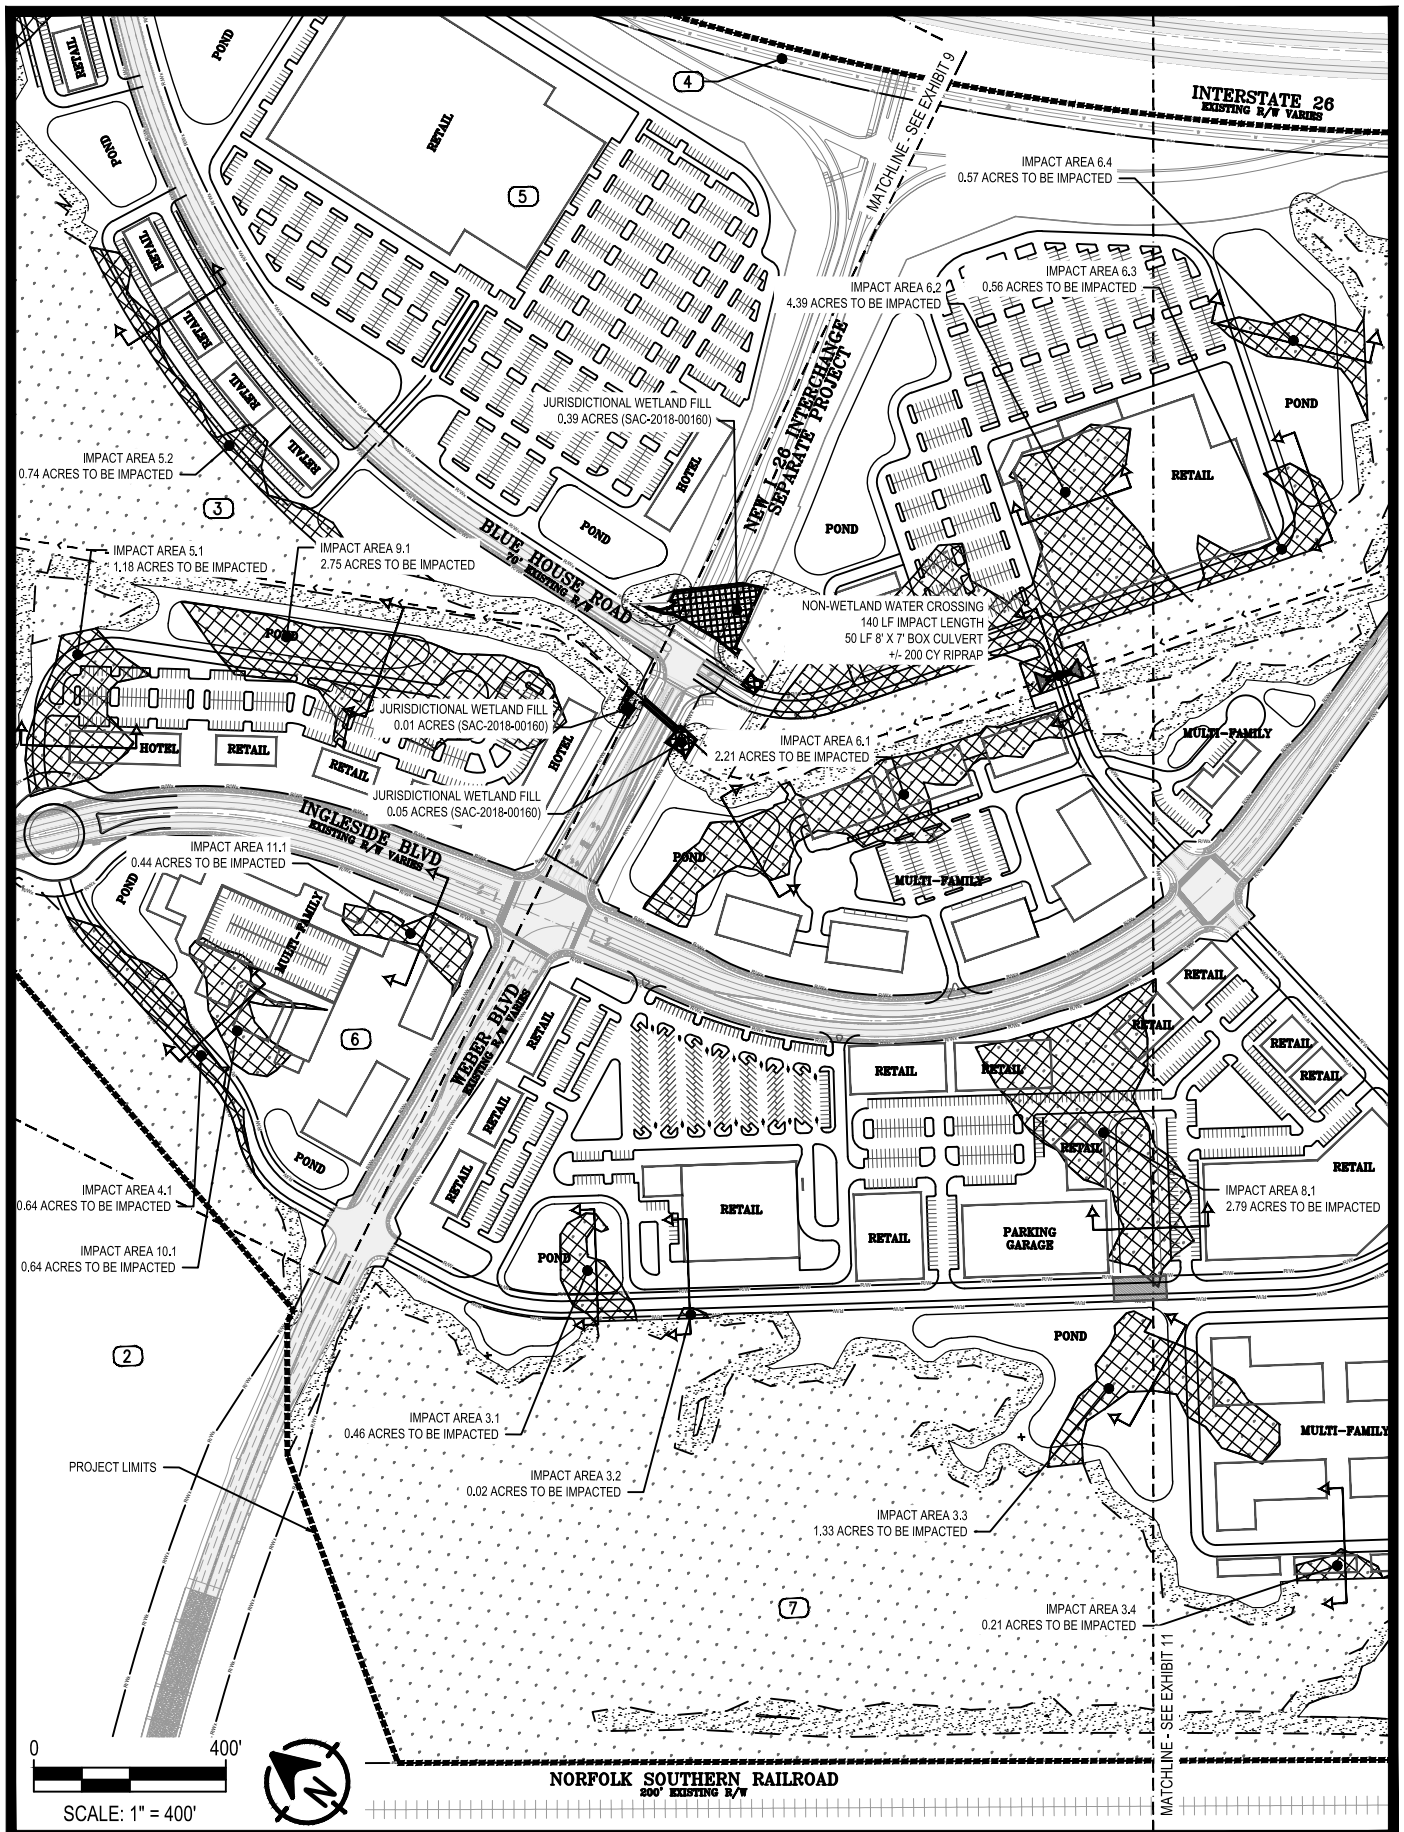 RETAIL
POND
POND
RETAIL
4
MATCHLINE - SEE EXHIBIT 9
INTERSTATE 26
EXISTING R/W VARIES
5
IMPACT AREA 6.4
0.57 ACRES TO BE IMPACTED
RETAIL
RETAIL
RETAIL
RETAIL
IMPACT AREA 6.2
4.39 ACRES TO BE IMPACTED
IMPACT AREA 6.3
0.56 ACRES TO BE IMPACTED
NEW I-26 INTERCHANGE
SEPARATE PROJECT
JURISDICTIONAL WETLAND FILL
0.39 ACRES (SAC-2018-00160)
POND
IMPACT AREA 5.2
0.74 ACRES TO BE IMPACTED
3
HOTEL
RETAIL
POND
POND
BLUE HOUSE ROAD
70' EXISTING R/W
IMPACT AREA 5.1
1.18 ACRES TO BE IMPACTED
IMPACT AREA 9.1
2.75 ACRES TO BE IMPACTED
NON-WETLAND WATER CROSSING
140 LF IMPACT LENGTH
50 LF 8' X 7' BOX CULVERT
+/- 200 CY RIPRAP
POND
JURISDICTIONAL WETLAND FILL
0.01 ACRES (SAC-2018-00160)
HOTEL
RETAIL
RETAIL
HOTEL
IMPACT AREA 6.1
2.21 ACRES TO BE IMPACTED
MULTI-FAMILY
JURISDICTIONAL WETLAND FILL
0.05 ACRES (SAC-2018-00160)
INGLESIDE BLVD
EXISTING R/W VARIES
IMPACT AREA 11.1
0.44 ACRES TO BE IMPACTED
POND
POND
MULTI-FAMILY
MULTI-FAMILY
RETAIL
RETAIL
6
WEBER BLVD
EXISTING R/W VARIES
RETAIL
RETAIL
RETAIL
RETAIL
RETAIL
RETAIL
RETAIL
RETAIL
RETAIL
POND
IMPACT AREA 4.1
0.64 ACRES TO BE IMPACTED
IMPACT AREA 8.1
2.79 ACRES TO BE IMPACTED
RETAIL
RETAIL
PARKING
GARAGE
IMPACT AREA 10.1
0.64 ACRES TO BE IMPACTED
POND
2
POND
IMPACT AREA 3.1
0.46 ACRES TO BE IMPACTED
MULTI-FAMILY
PROJECT LIMITS
IMPACT AREA 3.2
0.02 ACRES TO BE IMPACTED
IMPACT AREA 3.3
1.33 ACRES TO BE IMPACTED
7
IMPACT AREA 3.4
0.21 ACRES TO BE IMPACTED
MATCHLINE - SEE EXHIBIT 11
0 400'
SCALE: 1" = 400'
N
NORFOLK SOUTHERN RAILROAD
200' EXISTING R/W